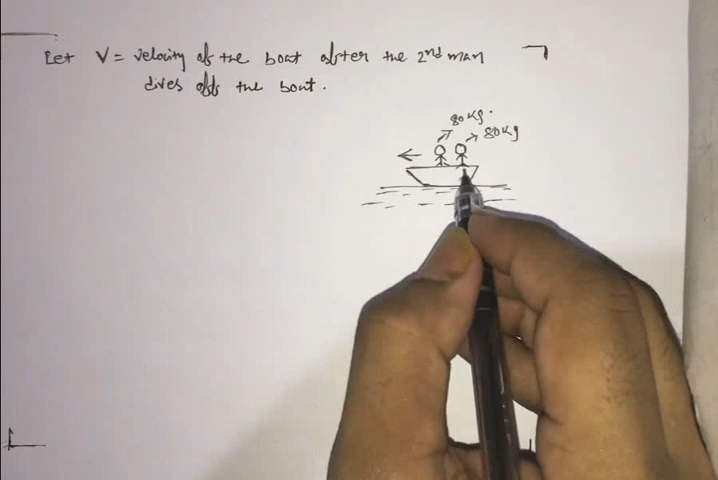 Let V = velocity of the boat after the 2nd man
dives off the boat.
80 Kg.
80 Kg